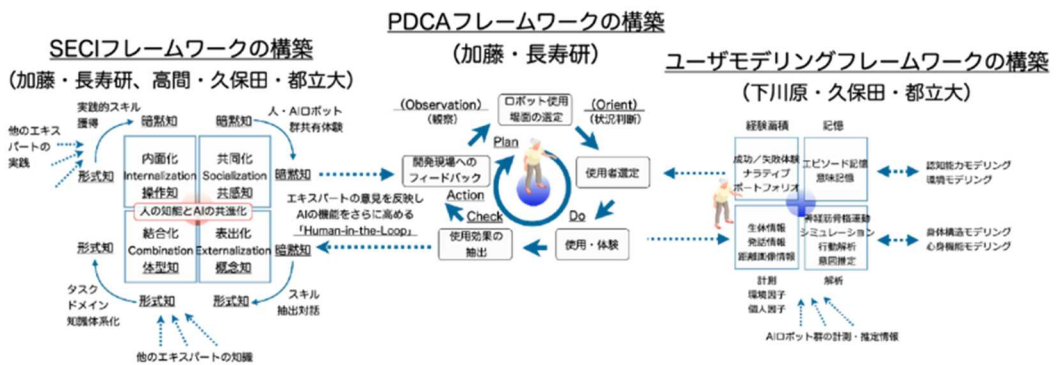 SECIフレームワークの構築
(加藤・長寿研、高間・久保田・都立大)
実践的スキル
獲得
暗黙知
暗黙知
人・AIロボット
群共有体験
他のエキス
パートの
実践
形式知
内面化
Internalization
操作知
共同化
Socialization
共感知
暗黙知
人の知能とAIの共進化
エキスパートの意見を反映し
AIの機能をさらに高める
「Human-in-the-Loop」
形式知
結合化
Combination
体型知
表出化
Externalization
概念知
暗黙知
タスク
ドメイン
知識体系化
形式知
形式知
スキル
抽出対話
他のエキスパートの知識
PDCAフレームワークの構築
(加藤・長寿研)
(Observation)
(観察)
ロボット使用
場面の選定
(Orient)
(状況判断)
Plan
開発現場への
フィードバック
使用者選定
Action
Check
Do
使用効果の
抽出
使用・体験
ユーザモデリングフレームワークの構築
(下川原・久保田・都立大)
経験蓄積
記憶
成功/失敗体験
ナラティブ
ポートフォリオ
エピソード記憶
意味記憶
認知能力モデリング
環境モデリング
生体情報
発話情報
距離画像情報
神経筋骨格運動
シミュレーション
行動解析
意図推定
身体構造モデリング
心身機能モデリング
計測
環境因子
個人因子
解析
AIロボット群の計測・推定情報